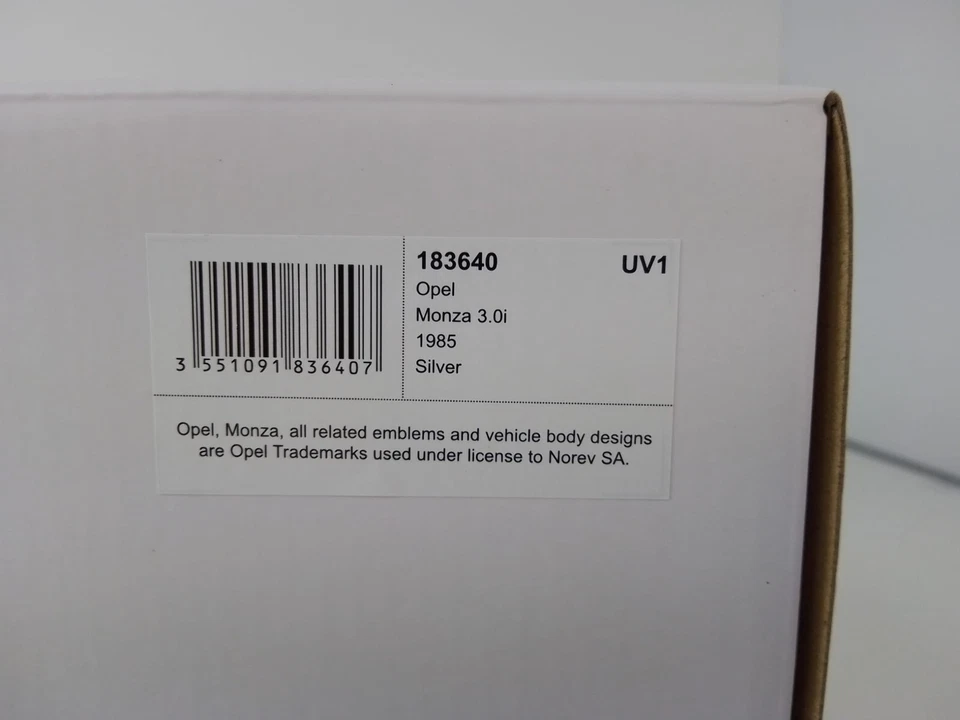 183640
UV1
Opel
Monza 3.0i
1985
Silver
3 551091 836407
Opel, Monza, all related emblems and vehicle body designs
are Opel Trademarks used under license to Norev SA.